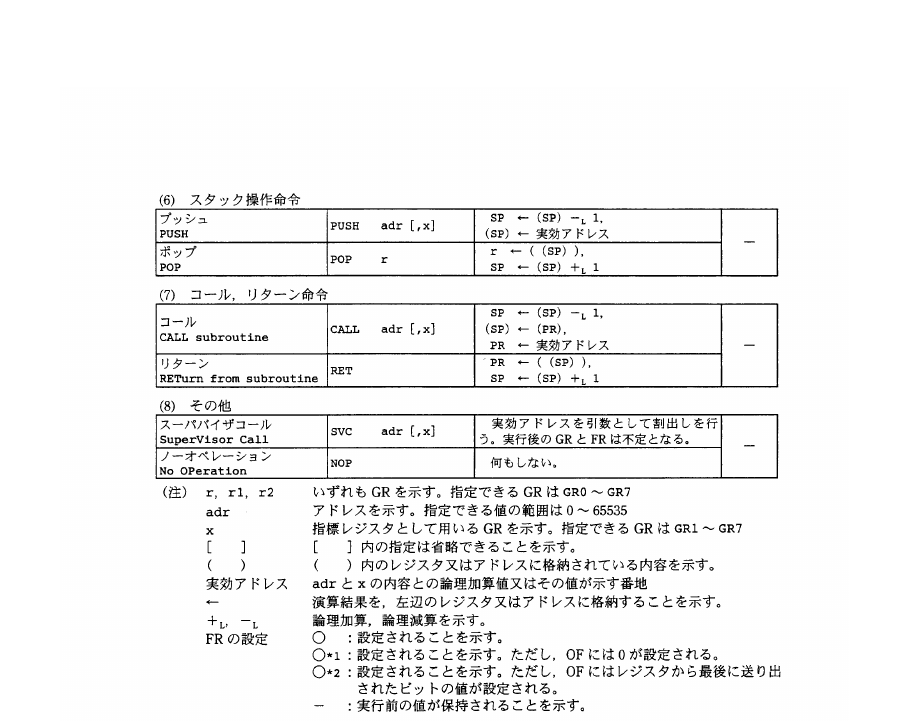 (6) スタック操作命令
プッシュ
PUSH
PUSH adr [,x]
SP ← (SP) －L 1,
(SP) ← 実効アドレス
－
ポップ
POP
POP r
r ← ( (SP) ),
SP ← (SP) ＋L 1
(7) コール，リターン命令
コール
CALL subroutine
CALL adr [,x]
SP ← (SP) －L 1,
(SP) ← (PR),
PR ← 実効アドレス
－
リターン
RETurn from subroutine
RET
PR ← ( (SP) ),
SP ← (SP) ＋L 1
(8) その他
スーパバイザコール
SuperVisor Call
SVC adr [,x]
実効アドレスを引数として割出しを行
う。実行後の GR と FR は不定となる。
－
ノーオペレーション
No OPeration
NOP
何もしない。
（注） r, r1, r2 いずれも GR を示す。指定できる GR は GR0 ～ GR7
adr アドレスを示す。指定できる値の範囲は 0 ～ 65535
x 指標レジスタとして用いる GR を示す。指定できる GR は GR1 ～ GR7
[ ] [ ] 内の指定は省略できることを示す。
( ) ( ) 内のレジスタ又はアドレスに格納されている内容を示す。
実効アドレス adr と x の内容との論理加算値又はその値が示す番地
← 演算結果を，左辺のレジスタ又はアドレスに格納することを示す。
＋L, －L 論理加算，論理減算を示す。
FR の設定 ○ ：設定されることを示す。
○*1：設定されることを示す。ただし，OF には 0 が設定される。
○*2：設定されることを示す。ただし，OF にはレジスタから最後に送り出
されたビットの値が設定される。
－ ：実行前の値が保持されることを示す。